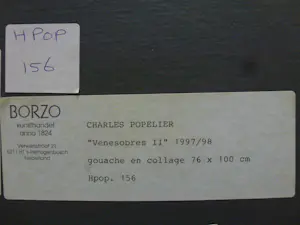 H POP
156
BORZO
kunsthandel
anno 1824
CHARLES POPELIER
"Venesopres II" 1997/98
gouache en collage 76 x 100 cm
Hpop. 156